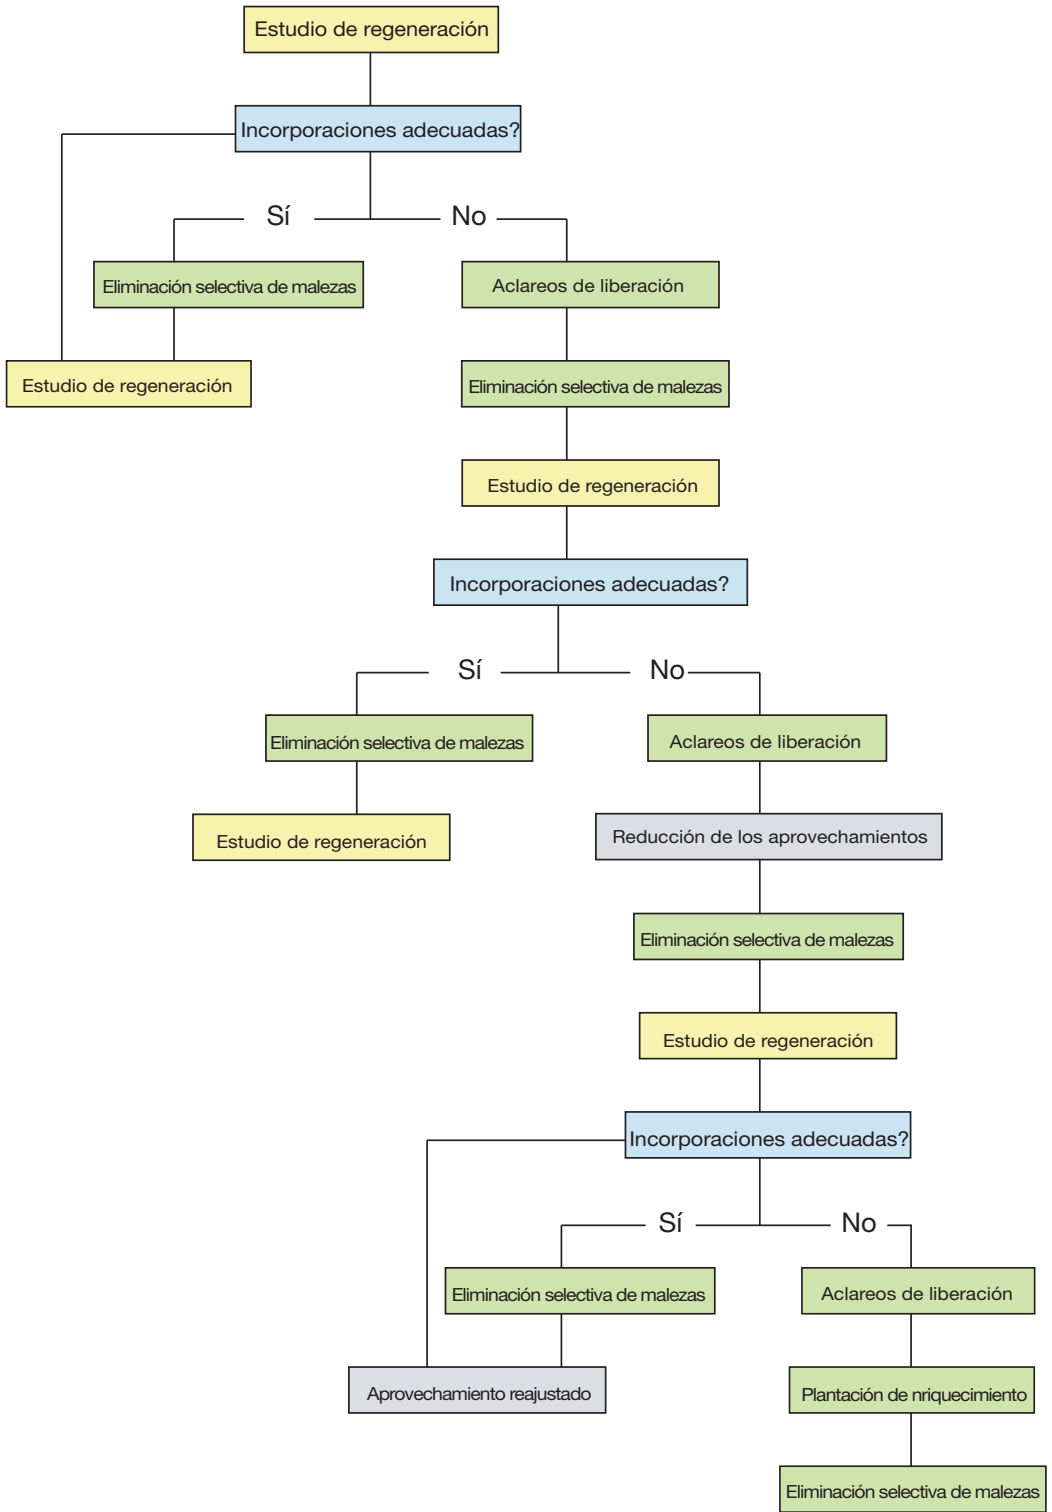 Estudio de regeneración
Incorporaciones adecuadas?
Sí
No
Eliminación selectiva de malezas
Aclareos de liberación
Estudio de regeneración
Eliminación selectiva de malezas
Estudio de regeneración
Incorporaciones adecuadas?
Sí
No
Eliminación selectiva de malezas
Aclareos de liberación
Estudio de regeneración
Reducción de los aprovechamientos
Eliminación selectiva de malezas
Estudio de regeneración
Incorporaciones adecuadas?
Sí
No
Eliminación selectiva de malezas
Aclareos de liberación
Aprovechamiento reajustado
Plantación de nriquecimiento
Eliminación selectiva de malezas